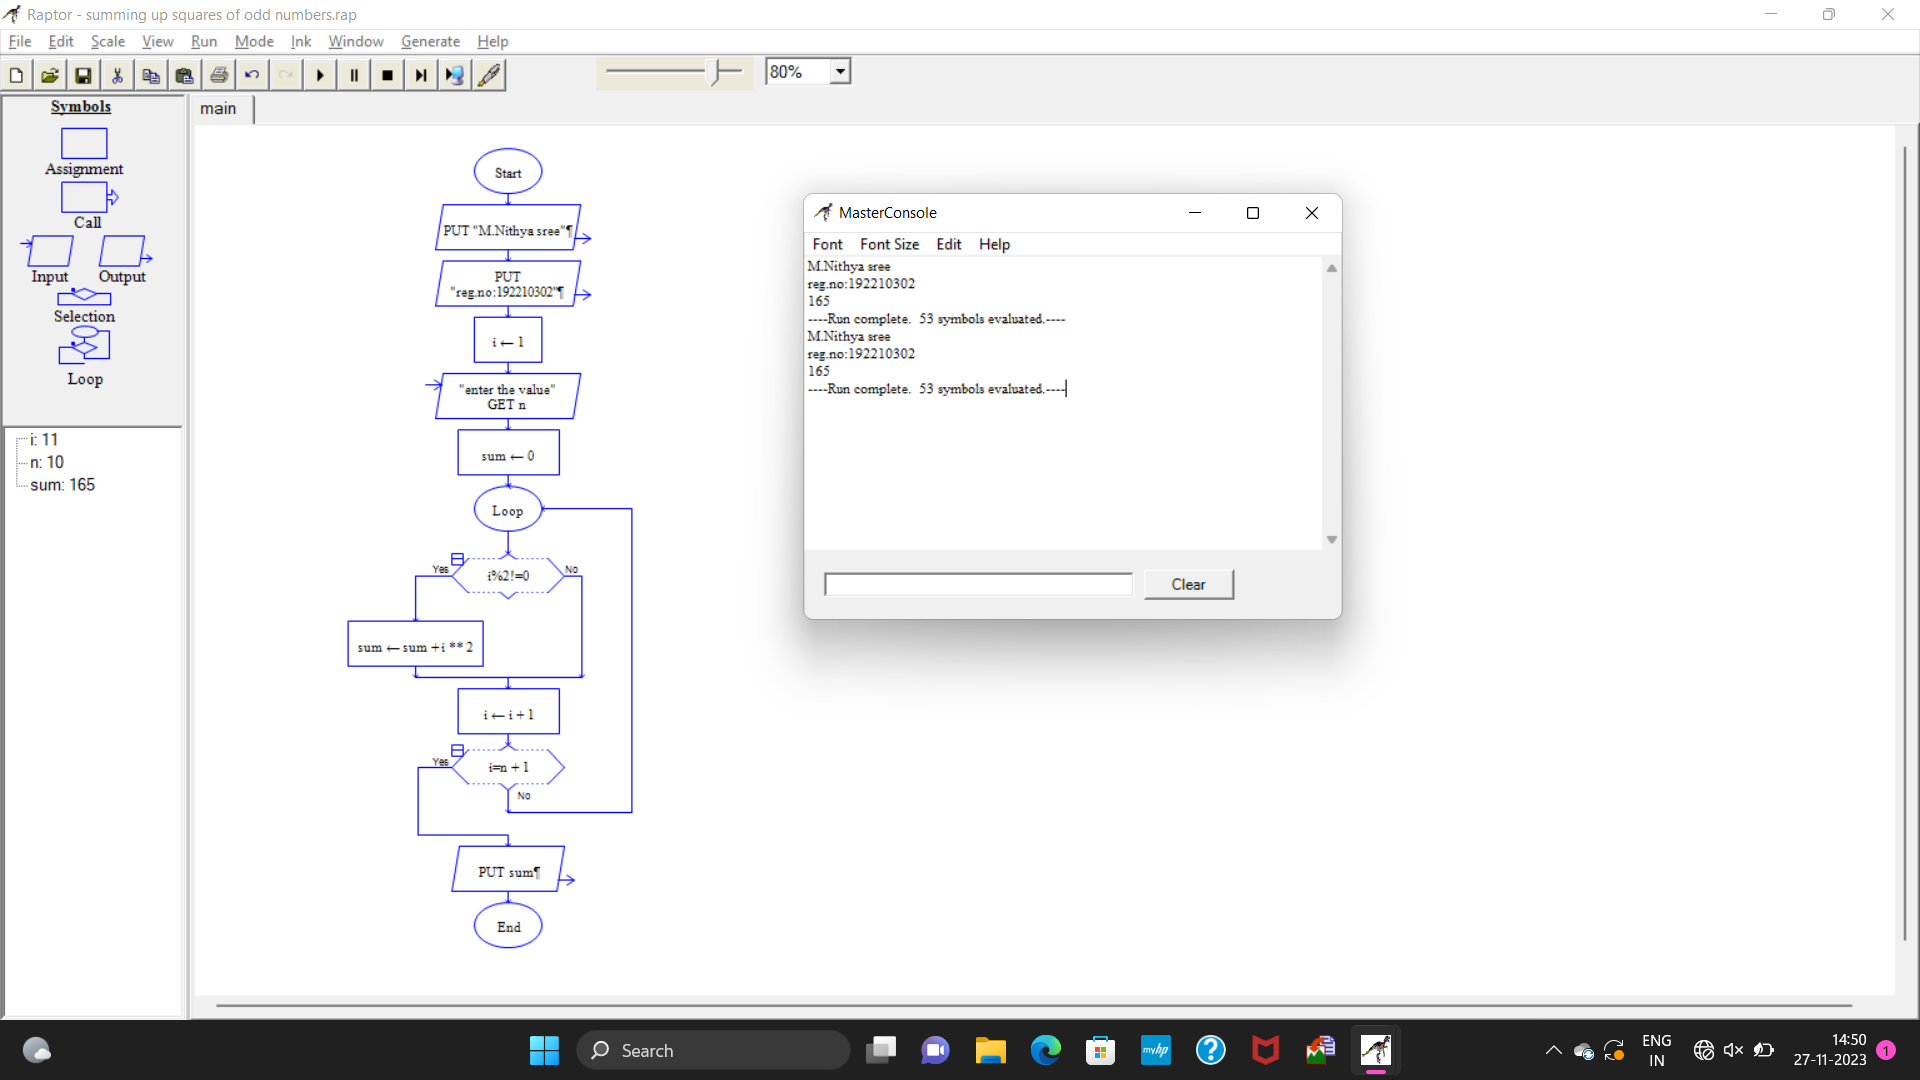 Raptor - summing up squares of odd numbers.rap
File Edit Scale View Run Mode Ink Window Generate Help
80%
Symbols
Assignment
Call
Input Output
Selection
Loop
i: 11
n: 10
sum: 165
main
Start
PUT "M.Nithya sree"¶
PUT
"reg.no:192210302"¶
i ← 1
"enter the value"
GET n
sum ← 0
Loop
Yes No
i%2!=0
sum ← sum +i ** 2
i ← i + 1
Yes
i=n + 1
No
PUT sum¶
End
MasterConsole
Font Font Size Edit Help
M.Nithya sree
reg.no:192210302
165
----Run complete. 53 symbols evaluated.----
M.Nithya sree
reg.no:192210302
165
----Run complete. 53 symbols evaluated.----
Clear
Search
myhp
ENG
IN
14:50
27-11-2023
1